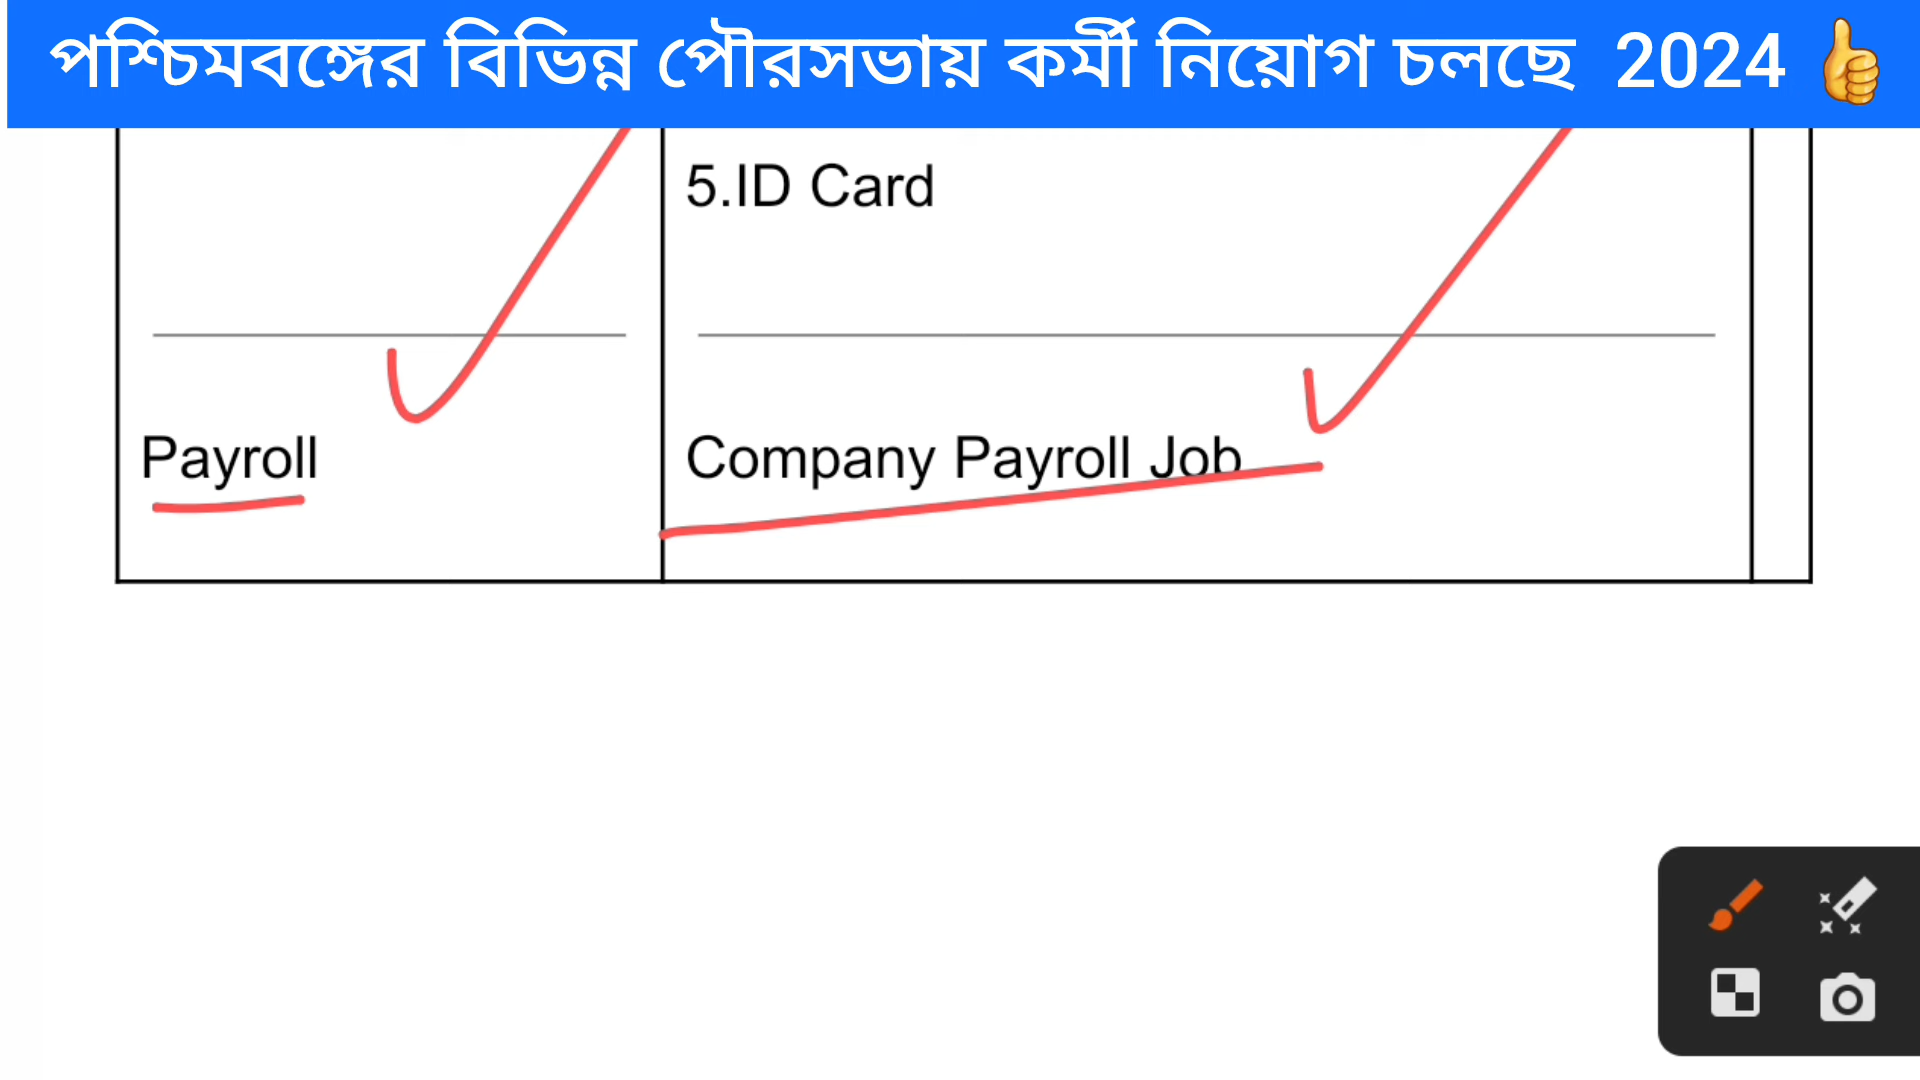 পশ্চিমবঙ্গের বিভিন্ন পৌরসভায় কর্মী নিয়োগ চলছে 2024 👍
5.ID Card
Payroll
Company Payroll Job